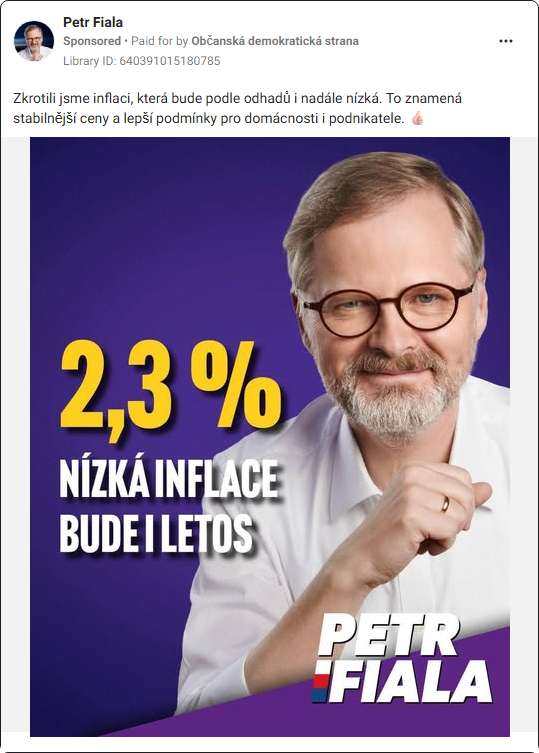 Petr Fiala
Sponsored • Paid for by Občanská demokratická strana
Library ID: 640391015180785
Zkrotili jsme inflaci, která bude podle odhadů i nadále nízká. To znamená
stabilnější ceny a lepší podmínky pro domácnosti i podnikatele. 👍🏻
2,3 %
NÍZKÁ INFLACE
BUDE I LETOS
PETR
FIALA